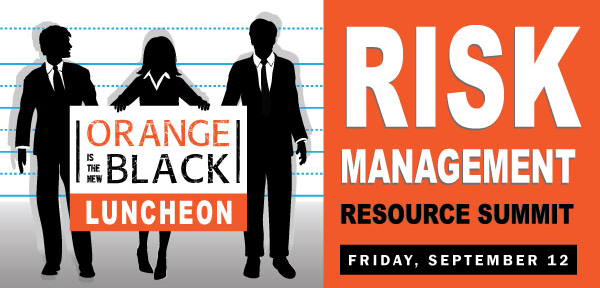 ORANGE
IS THE NEW
BLACK
LUNCHEON
RISK
MANAGEMENT
RESOURCE SUMMIT
FRIDAY, SEPTEMBER 12